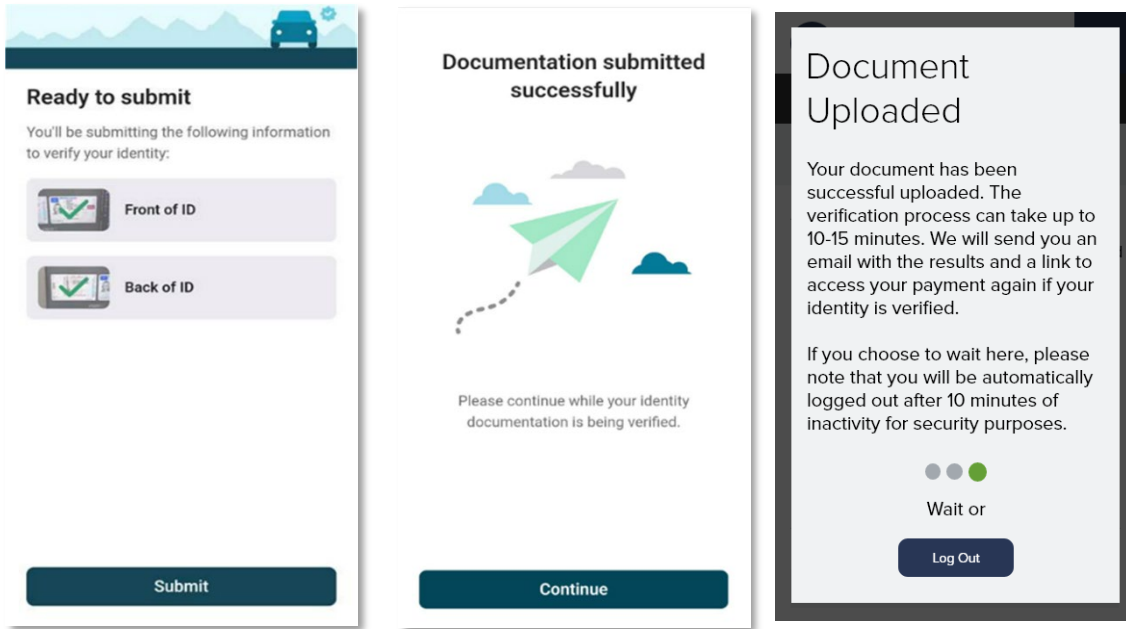 Ready to submit
You'll be submitting the following information
to verify your identity:
Front of ID
Back of ID
Submit
Documentation submitted
successfully
Please continue while your identity
documentation is being verified.
Continue
Document
Uploaded
Your document has been
successful uploaded. The
verification process can take up to
10-15 minutes. We will send you an
email with the results and a link to
access your payment again if your
identity is verified.
If you choose to wait here, please
note that you will be automatically
logged out after 10 minutes of
inactivity for security purposes.
Wait or
Log Out